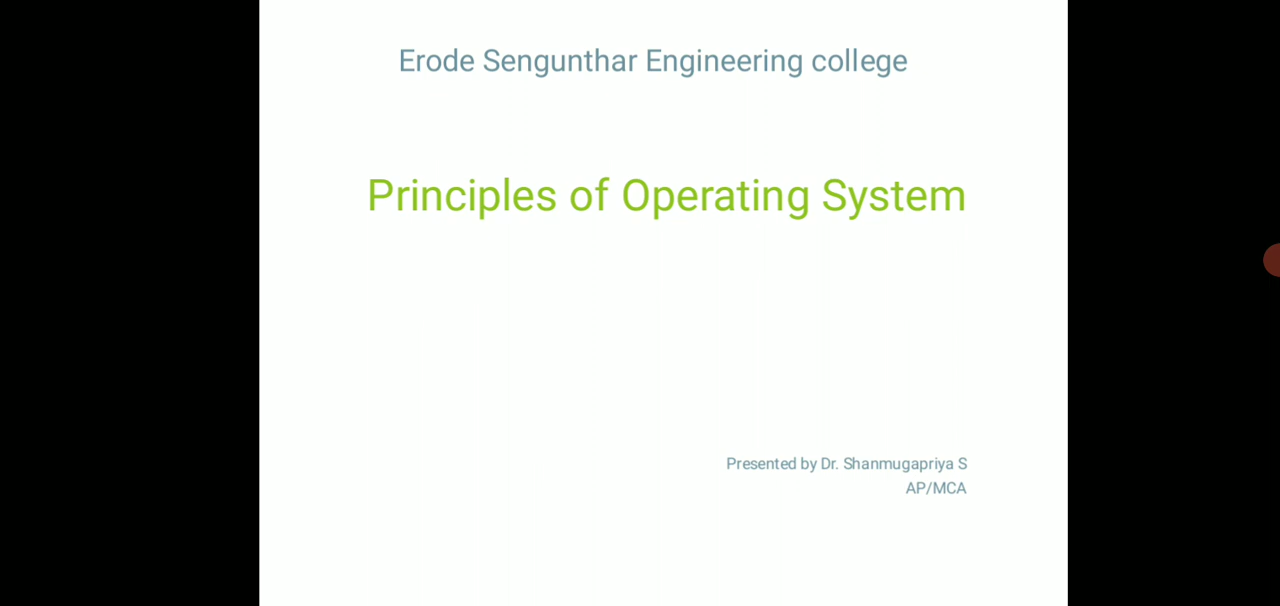 Erode Sengunthar Engineering college
Principles of Operating System
Presented by Dr. Shanmugapriya S
AP/MCA